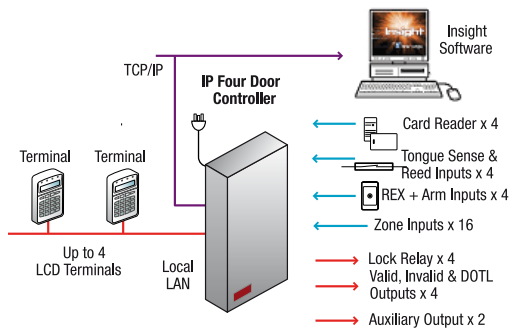 Insight
Insight
Software
TCP/IP
IP Four Door
Controller
Card Reader x 4
Terminal
Terminal
Tongue Sense &
Reed Inputs x 4
REX + Arm Inputs x 4
Zone Inputs x 16
Up to 4
LCD Terminals
Local
LAN
Lock Relay x 4
Valid, Invalid & DOTL
Outputs x 4
Auxiliary Output x 2